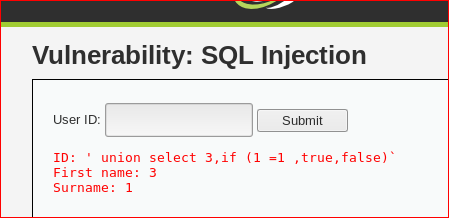 Vulnerability: SQL Injection
User ID:
Submit
ID: ' union select 3,if (1 =1 ,true,false)`
First name: 3
Surname: 1